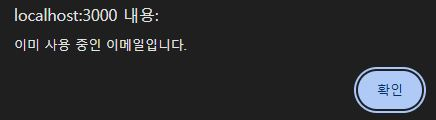 localhost:3000 내용:
이미 사용 중인 이메일입니다.
확인